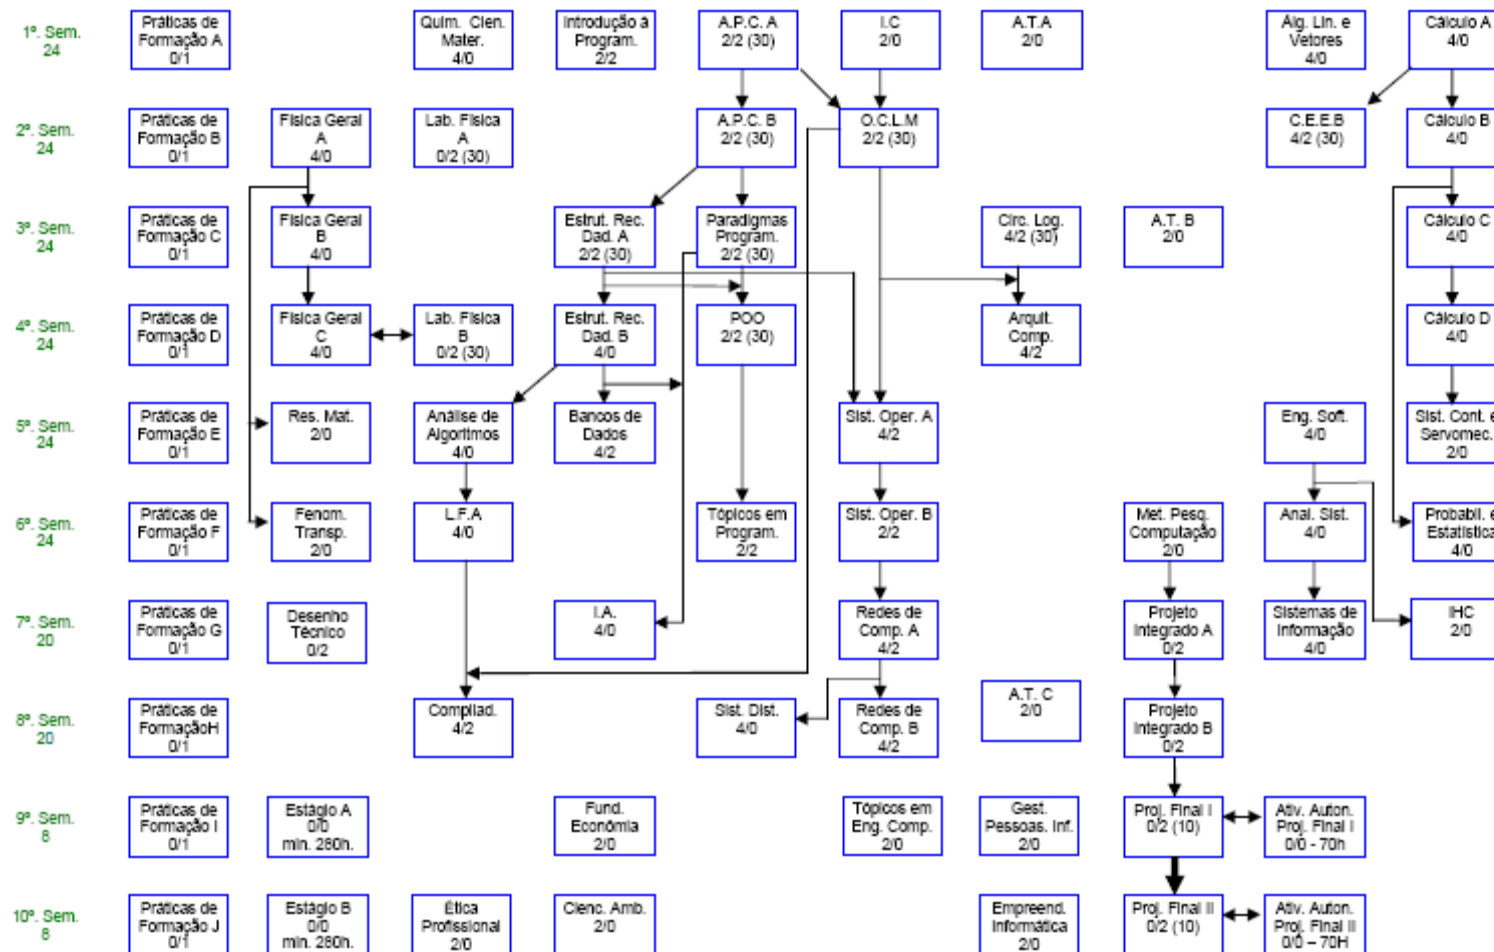 1º. Sem.
24
Práticas de
Formação A
0/1
Quim. Cien.
Mater.
4/0
Introdução à
Program.
2/2
A.P.C. A
2/2 (30)
I.C
2/0
A.T.A
2/0
Álg. Lin. e
Vetores
4/0
Cálculo A
4/0
2º. Sem.
24
Práticas de
Formação B
0/1
Física Geral
A
4/0
Lab. Física
A
0/2 (30)
A.P.C. B
2/2 (30)
O.C.L.M
2/2 (30)
C.E.E.B
4/2 (30)
Cálculo B
4/0
3º. Sem.
24
Práticas de
Formação C
0/1
Física Geral
B
4/0
Estrut. Rec.
Dad. A
2/2 (30)
Paradigmas
Program.
2/2 (30)
Circ. Log.
4/2 (30)
A.T. B
2/0
Cálculo C
4/0
4º. Sem.
24
Práticas de
Formação D
0/1
Física Geral
C
4/0
Lab. Física
B
0/2 (30)
Estrut. Rec.
Dad. B
4/0
POO
2/2 (30)
Arquit.
Comp.
4/2
Cálculo D
4/0
5º. Sem.
24
Práticas de
Formação E
0/1
Res. Mat.
2/0
Análise de
Algoritmos
4/0
Bancos de
Dados
4/2
Sist. Oper. A
4/2
Eng. Soft.
4/0
Sist. Cont. e
Servomec.
2/0
6º. Sem.
24
Práticas de
Formação F
0/1
Fenom.
Transp.
2/0
L.F.A
4/0
Tópicos em
Program.
2/2
Sist. Oper. B
2/2
Met. Pesq.
Computação
2/0
Anal. Sist.
4/0
Probabil. e
Estatística
4/0
7º. Sem.
20
Práticas de
Formação G
0/1
Desenho
Técnico
0/2
I.A.
4/0
Redes de
Comp. A
4/2
Projeto
Integrado A
0/2
Sistemas de
Informação
4/0
IHC
2/0
8º. Sem.
20
Práticas de
FormaçãoH
0/1
Compilad.
4/2
Sist. Dist.
4/0
Redes de
Comp. B
4/2
A.T. C
2/0
Projeto
Integrado B
0/2
9º. Sem.
8
Práticas de
Formação I
0/1
Estágio A
0/0
min. 280h.
Fund.
Econômia
2/0
Tópicos em
Eng. Comp.
2/0
Gest.
Pessoas. Inf.
2/0
Proj. Final I
0/2 (10)
Ativ. Auton.
Proj. Final I
0/0 - 70h
10º. Sem.
8
Práticas de
Formação J
0/1
Estágio B
0/0
min. 280h.
Ética
Profissional
2/0
Cienc. Amb.
2/0
Empreend.
Informática
2/0
Proj. Final II
0/2 (10)
Ativ. Auton.
Proj. Final II
0/0 – 70H